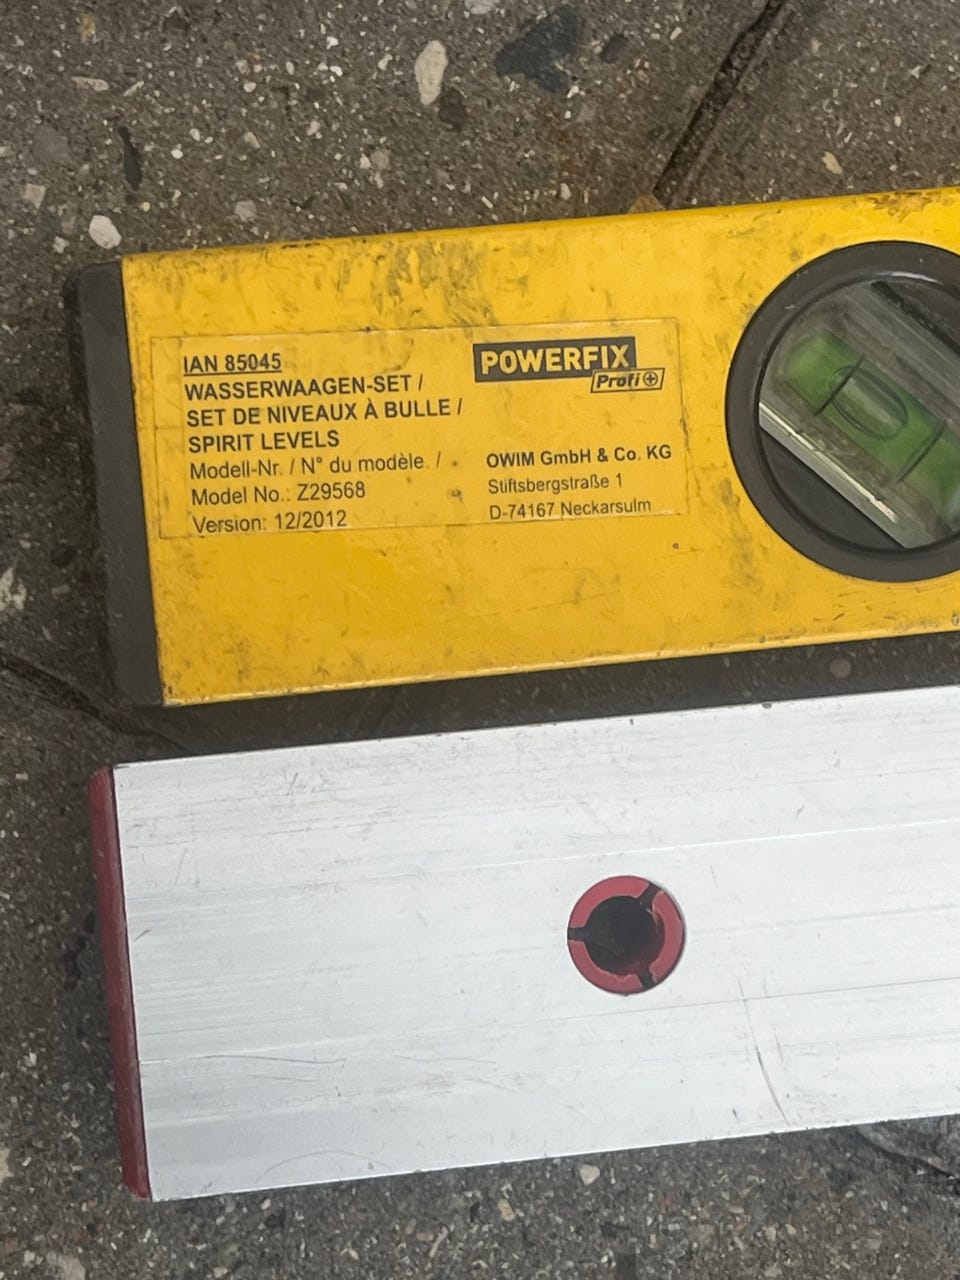 IAN 85045
WASSERWAAGEN-SET /
SET DE NIVEAUX À BULLE /
SPIRIT LEVELS
Modell-Nr. / N° du modèle. /
Model No.: Z29568
Version: 12/2012
POWERFIX
Profi+
OWIM GmbH & Co. KG
Stiftsbergstraße 1
D-74167 Neckarsulm